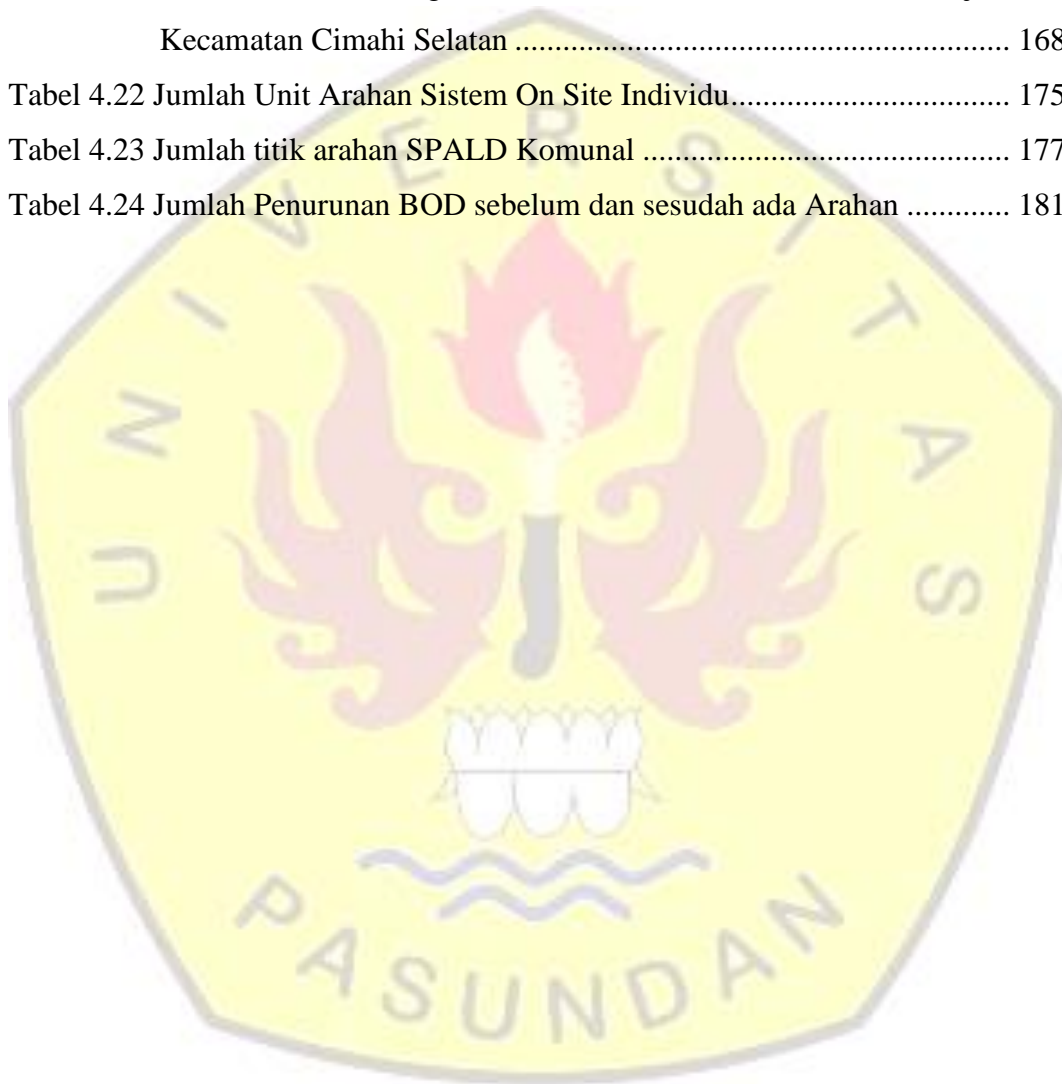 Kecamatan Cimahi Selatan ............................................................... 168
Tabel 4.22 Jumlah Unit Arahan Sistem On Site Individu.................................... 175
Tabel 4.23 Jumlah titik arahan SPALD Komunal ............................................... 177
Tabel 4.24 Jumlah Penurunan BOD sebelum dan sesudah ada Arahan ............. 181
UNIVERSITAS
PASUNDAN